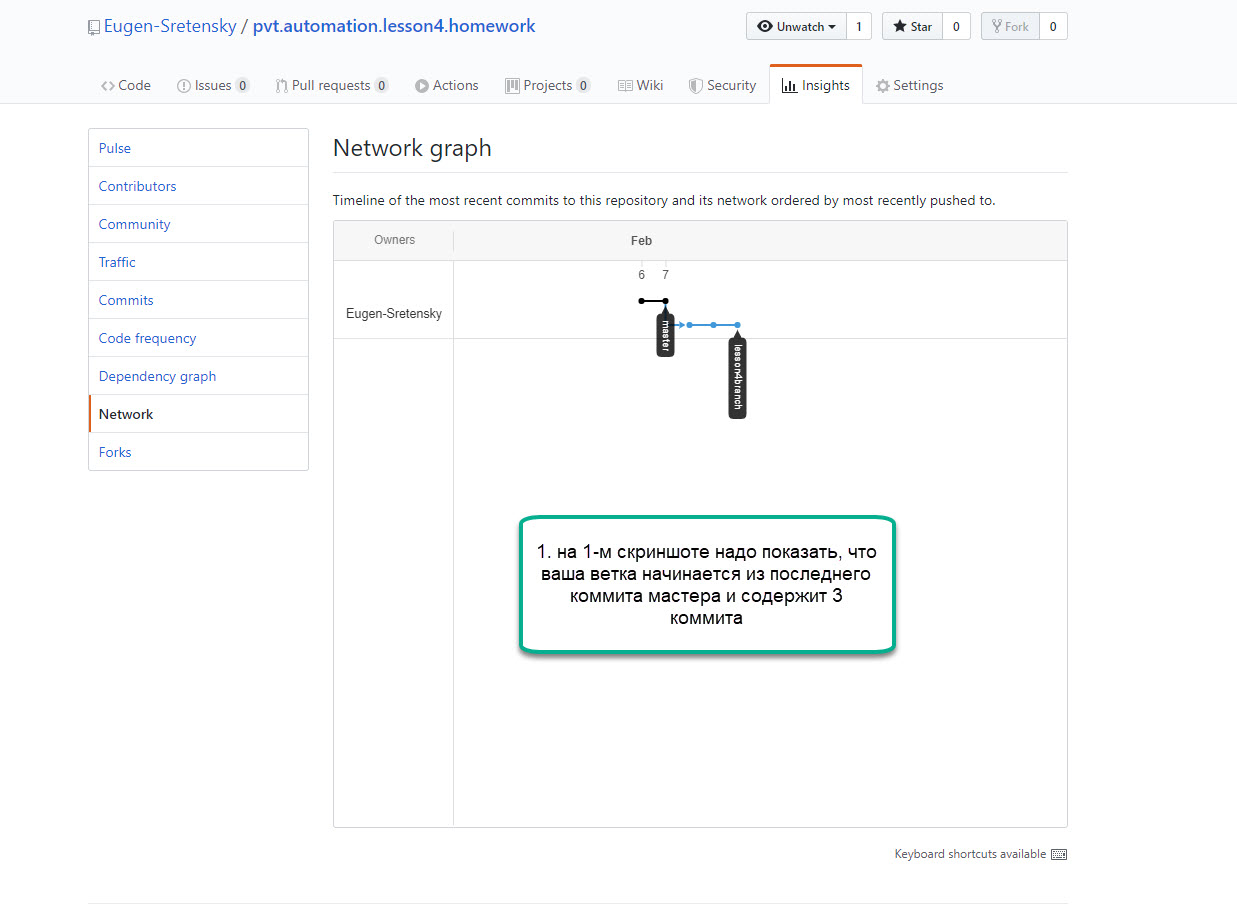 Eugen-Sretensky / pvt.automation.lesson4.homework
Unwatch 1 Star 0 Fork 0
Code Issues 0 Pull requests 0 Actions Projects 0 Wiki Security Insights Settings
Pulse
Contributors
Community
Traffic
Commits
Code frequency
Dependency graph
Network
Forks
Network graph
Timeline of the most recent commits to this repository and its network ordered by most recently pushed to.
Owners Feb
6 7
Eugen-Sretensky
master
lesson4branch
1. на 1-м скриншоте надо показать, что
ваша ветка начинается из последнего
коммита мастера и содержит 3
коммита
Keyboard shortcuts available